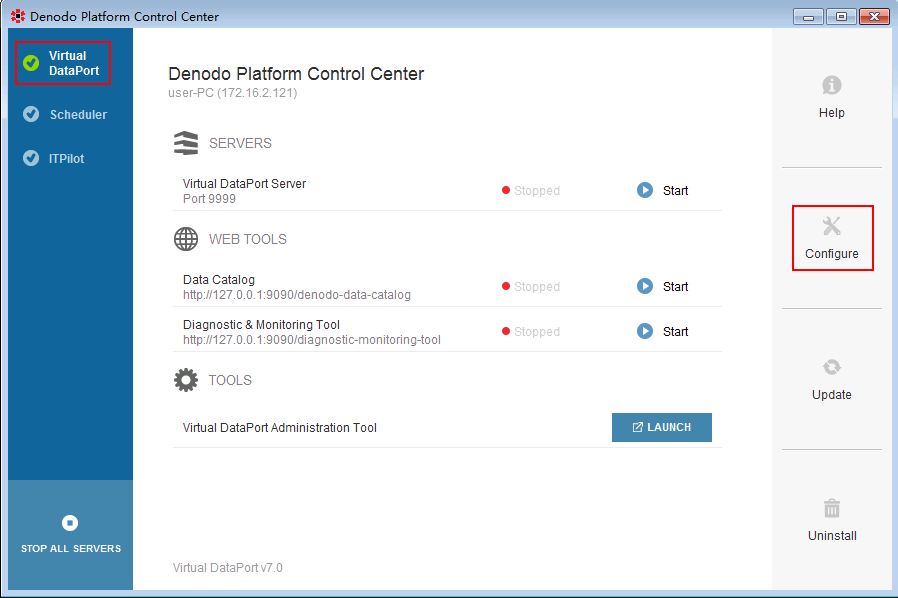 Denodo Platform Control Center
Virtual
DataPort
Scheduler
ITPilot
STOP ALL SERVERS
Denodo Platform Control Center
user-PC (172.16.2.121)
SERVERS
Virtual DataPort Server
Port 9999
Stopped
Start
WEB TOOLS
Data Catalog
http://127.0.0.1:9090/denodo-data-catalog
Stopped
Start
Diagnostic & Monitoring Tool
http://127.0.0.1:9090/diagnostic-monitoring-tool
Stopped
Start
TOOLS
Virtual DataPort Administration Tool
LAUNCH
Virtual DataPort v7.0
Help
Configure
Update
Uninstall